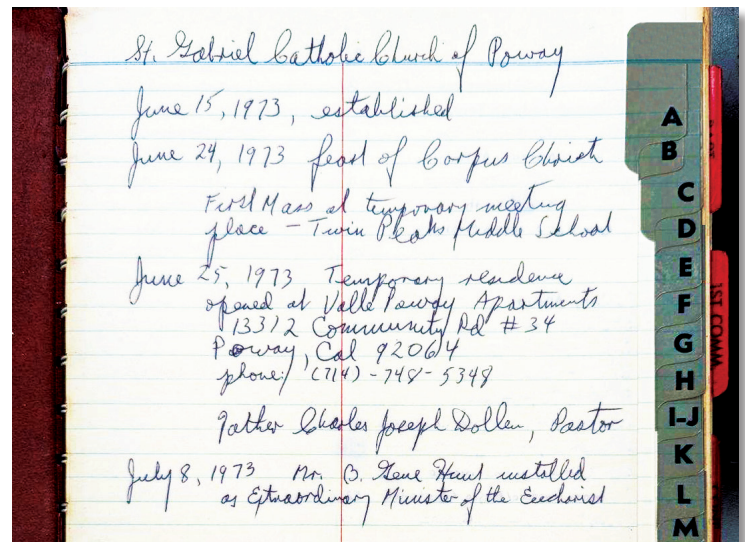 St. Gabriel Catholic Church of Poway
June 15, 1973, established
June 24, 1973 feast of Corpus Christi
First Mass at temporary meeting
place - Twin Peaks Middle School
June 25, 1973 Temporary residence
opened at Valle Poway Apartments
13312 Community Rd #34
Poway, Cal 92064
phone: (714) - 748 - 5348
Father Charles Joseph Dollen, Pastor
July 8, 1973 Mr. B. Gene Hunt installed
as Extraordinary Minister of the Eucharist
A
B
C
D
E
F
G
H
I-J
K
L
M